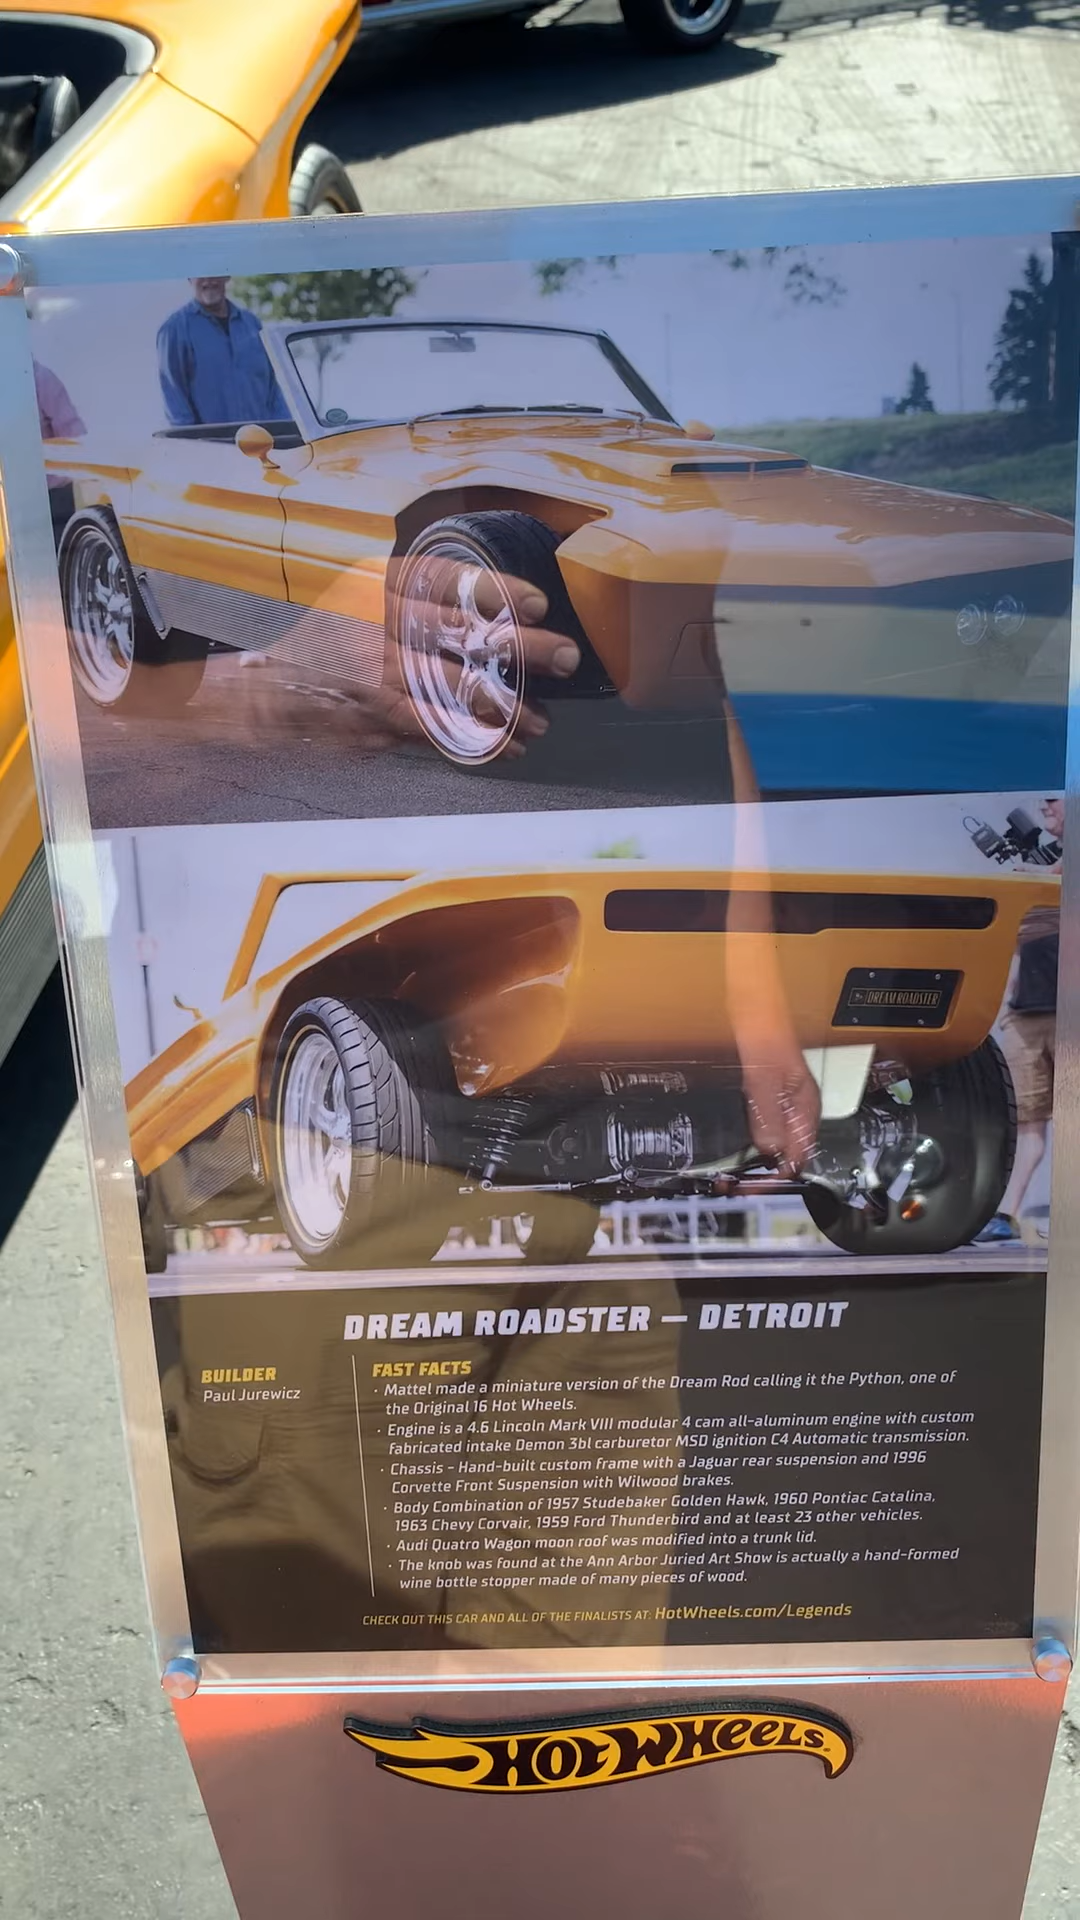 DREAM ROADSTER
DREAM ROADSTER — DETROIT
BUILDER
Paul Jurewicz
FAST FACTS
· Mattel made a miniature version of the Dream Rod calling it the Python, one of
the Original 16 Hot Wheels.
· Engine is a 4.6 Lincoln Mark VIII modular 4 cam all-aluminum engine with custom
fabricated intake Demon 3bl carburetor MSD ignition C4 Automatic transmission.
· Chassis - Hand-built custom frame with a Jaguar rear suspension and 1996
Corvette Front Suspension with Wilwood brakes.
· Body Combination of 1957 Studebaker Golden Hawk, 1960 Pontiac Catalina,
1963 Chevy Corvair, 1959 Ford Thunderbird and at least 23 other vehicles.
· Audi Quatro Wagon moon roof was modified into a trunk lid.
· The knob was found at the Ann Arbor Juried Art Show is actually a hand-formed
wine bottle stopper made of many pieces of wood.
CHECK OUT THIS CAR AND ALL OF THE FINALISTS AT: HotWheels.com/Legends
HOT WHEELS